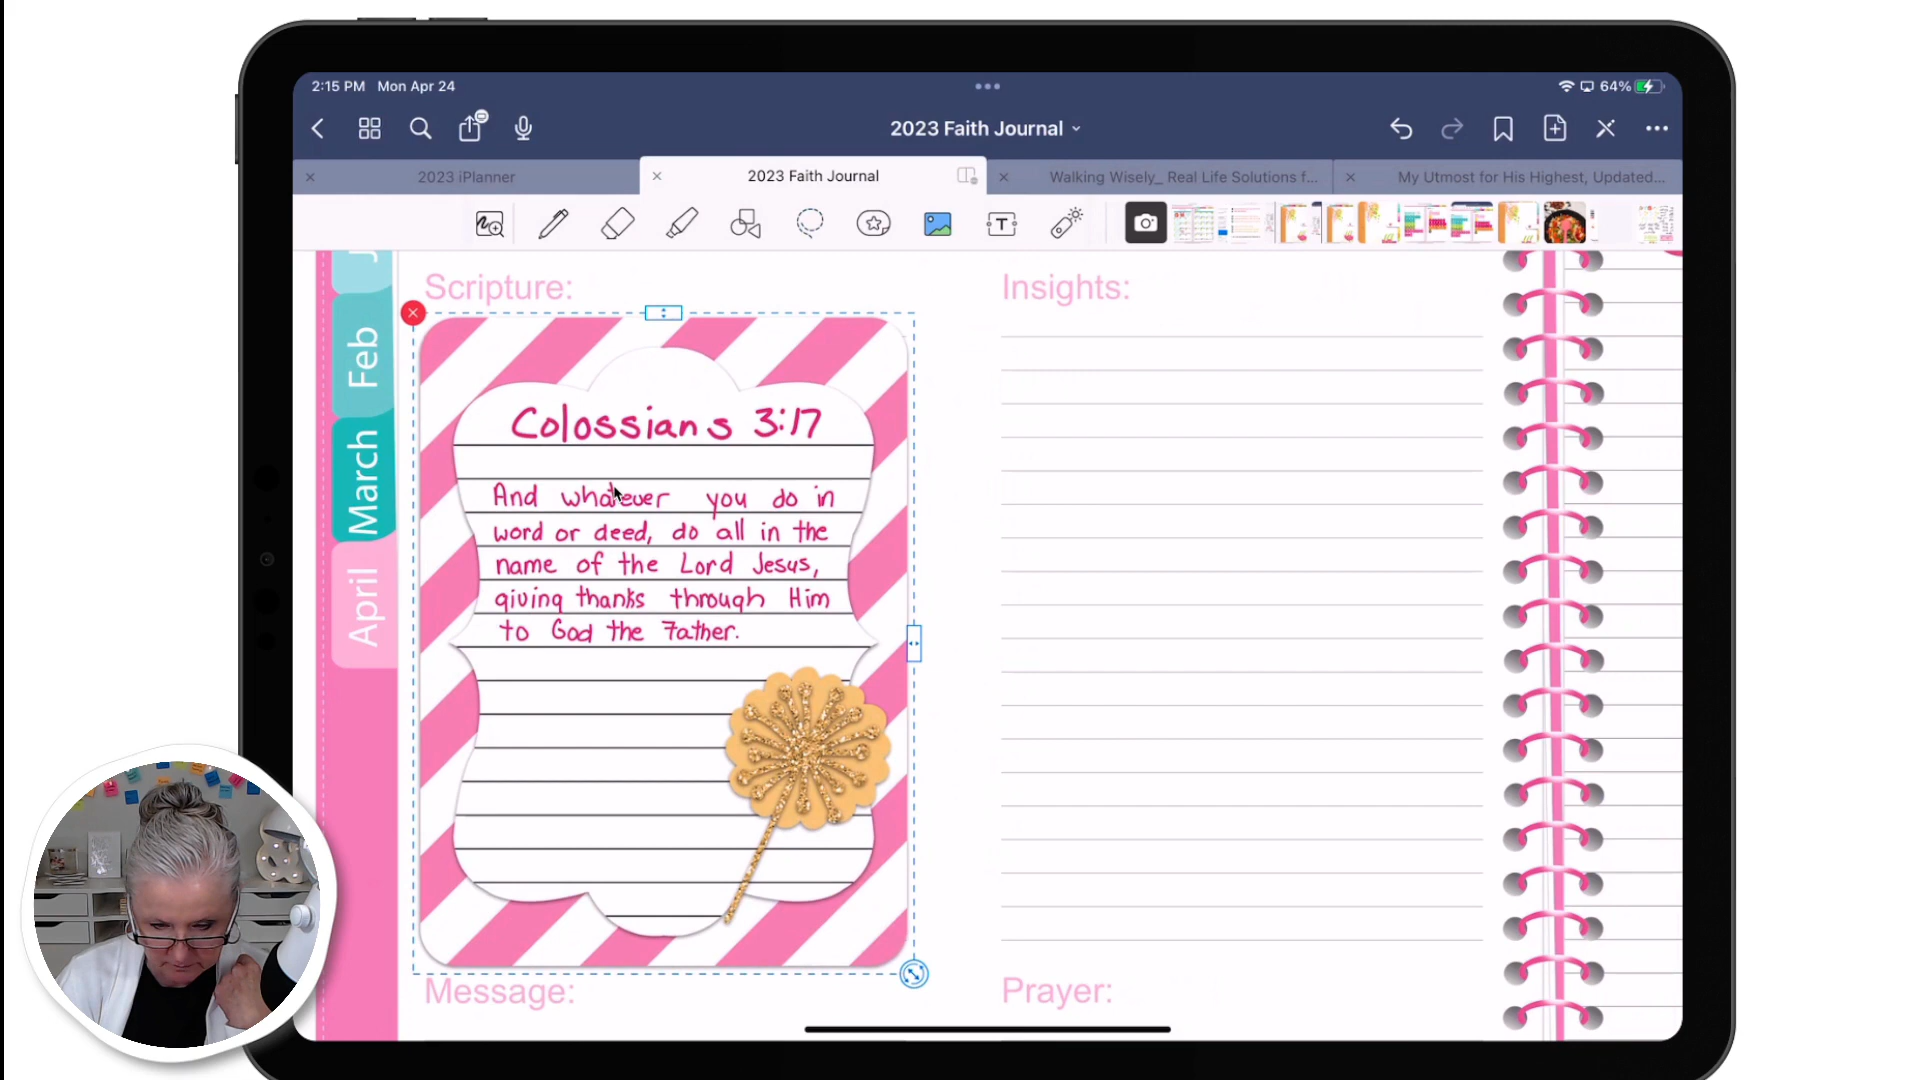 2:15 PM Mon Apr 24
64%
2023 Faith Journal
2023 iPlanner
2023 Faith Journal
Walking Wisely_ Real Life Solutions f...
My Utmost for His Highest, Updated...
Scripture:
Insights:
J
Feb
March
April
Colossians 3:17
And whatever you do in
word or deed, do all in the
name of the Lord Jesus,
giving thanks through Him
to God the Father.
Message:
Prayer: